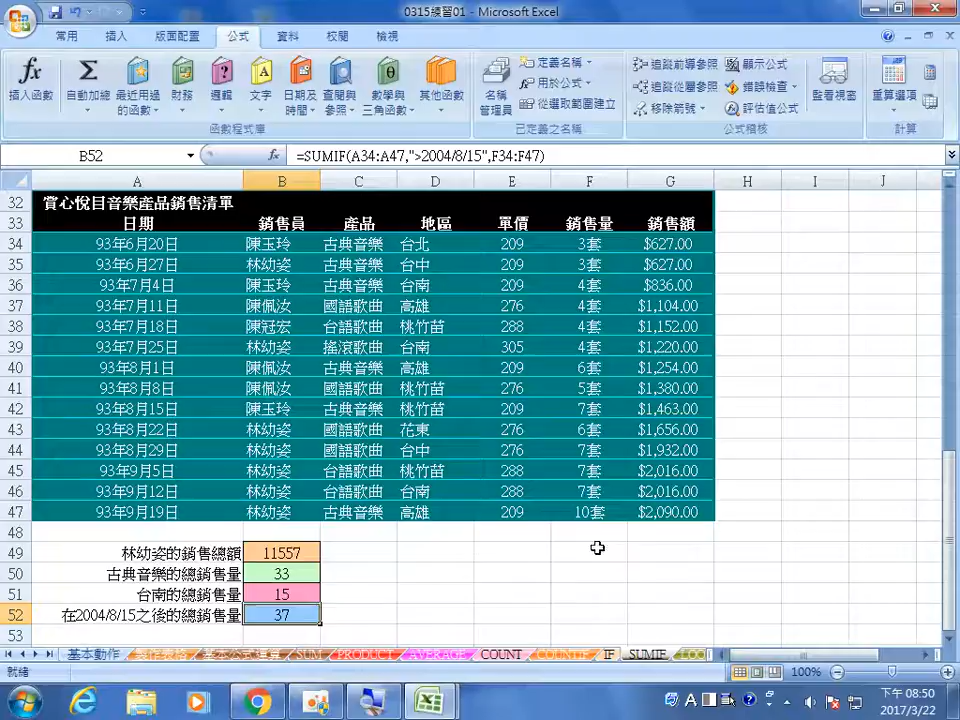 0315練習01 - Microsoft Excel
常用 插入 版面配置 公式 資料 校閱 檢視
插入函數
自動加總
最近用過的函數
財務
邏輯
文字
日期及時間
查閱與參照
數學與三角函數
其他函數
函數程式庫
名稱管理員
定義名稱
用於公式
從選取範圍建立
已定義之名稱
追蹤前導參照
追蹤從屬參照
移除箭號
顯示公式
錯誤檢查
評估值公式
公式稽核
監看視窗
重算選項
計算
B52 fx =SUMIF(A34:A47,">2004/8/15",F34:F47)
A B C D E F G H I J
32 賞心悅目音樂產品銷售清單
33 日期 銷售員 產品 地區 單價 銷售量 銷售額
34 93年6月20日 陳玉玲 古典音樂 台北 209 3套 $627.00
35 93年6月27日 林幼姿 古典音樂 台中 209 3套 $627.00
36 93年7月4日 陳玉玲 古典音樂 台南 209 4套 $836.00
37 93年7月11日 陳佩汝 國語歌曲 高雄 276 4套 $1,104.00
38 93年7月18日 陳冠宏 台語歌曲 桃竹苗 288 4套 $1,152.00
39 93年7月25日 林幼姿 搖滾歌曲 台南 305 4套 $1,220.00
40 93年8月1日 陳佩汝 古典音樂 高雄 209 6套 $1,254.00
41 93年8月8日 陳佩汝 國語歌曲 桃竹苗 276 5套 $1,380.00
42 93年8月15日 陳玉玲 古典音樂 台中 209 7套 $1,463.00
43 93年8月22日 林幼姿 國語歌曲 花東 276 6套 $1,656.00
44 93年8月29日 林幼姿 國語歌曲 台中 276 7套 $1,932.00
45 93年9月5日 林幼姿 台語歌曲 桃竹苗 288 7套 $2,016.00
46 93年9月12日 林幼姿 台語歌曲 台南 288 7套 $2,016.00
47 93年9月19日 林幼姿 古典音樂 高雄 209 10套 $2,090.00
48
49 林幼姿的銷售總額 11557
50 古典音樂的總銷售量 33
51 台南的總銷售量 15
52 在2004/8/15之後的總銷售量 37
53
基本動作 製作表格 基本公式運算 SUM PRODUCT AVERAGE COUNT COUNTIF IF SUMIF LOO
就緒 100%
下午 08:50
2017/3/22